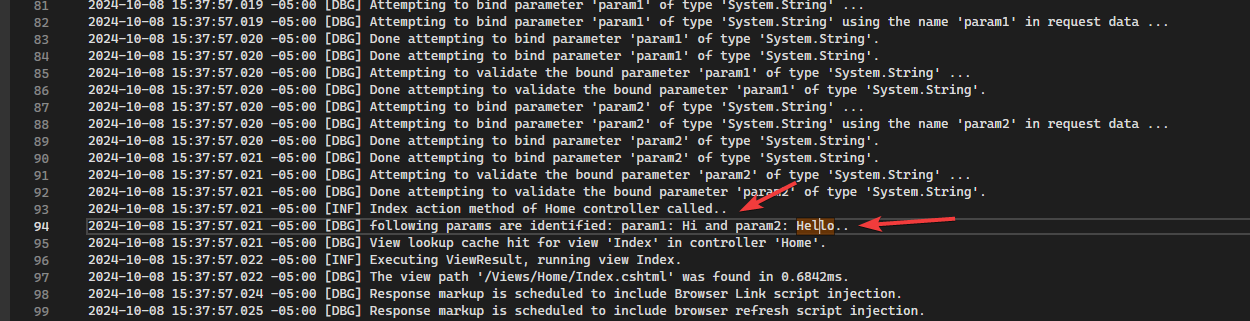 81 2024-10-08 15:37:57.019 -05:00 [DBG] Attempting to bind parameter 'param1' of type 'System.String' ...
82 2024-10-08 15:37:57.019 -05:00 [DBG] Attempting to bind parameter 'param1' of type 'System.String' using the name 'param1' in request data ...
83 2024-10-08 15:37:57.020 -05:00 [DBG] Done attempting to bind parameter 'param1' of type 'System.String'.
84 2024-10-08 15:37:57.020 -05:00 [DBG] Done attempting to bind parameter 'param1' of type 'System.String'.
85 2024-10-08 15:37:57.020 -05:00 [DBG] Attempting to validate the bound parameter 'param1' of type 'System.String' ...
86 2024-10-08 15:37:57.020 -05:00 [DBG] Done attempting to validate the bound parameter 'param1' of type 'System.String'.
87 2024-10-08 15:37:57.020 -05:00 [DBG] Attempting to bind parameter 'param2' of type 'System.String' ...
88 2024-10-08 15:37:57.020 -05:00 [DBG] Attempting to bind parameter 'param2' of type 'System.String' using the name 'param2' in request data ...
89 2024-10-08 15:37:57.020 -05:00 [DBG] Done attempting to bind parameter 'param2' of type 'System.String'.
90 2024-10-08 15:37:57.021 -05:00 [DBG] Done attempting to bind parameter 'param2' of type 'System.String'.
91 2024-10-08 15:37:57.021 -05:00 [DBG] Attempting to validate the bound parameter 'param2' of type 'System.String' ...
92 2024-10-08 15:37:57.021 -05:00 [DBG] Done attempting to validate the bound parameter 'param2' of type 'System.String'.
93 2024-10-08 15:37:57.021 -05:00 [INF] Index action method of Home controller called..
94 2024-10-08 15:37:57.021 -05:00 [DBG] following params are identified: param1: Hi and param2: Hello..
95 2024-10-08 15:37:57.021 -05:00 [DBG] View lookup cache hit for view 'Index' in controller 'Home'.
96 2024-10-08 15:37:57.022 -05:00 [INF] Executing ViewResult, running view Index.
97 2024-10-08 15:37:57.022 -05:00 [DBG] The view path '/Views/Home/Index.cshtml' was found in 0.6842ms.
98 2024-10-08 15:37:57.024 -05:00 [DBG] Response markup is scheduled to include Browser Link script injection.
99 2024-10-08 15:37:57.025 -05:00 [DBG] Response markup is scheduled to include browser refresh script injection.